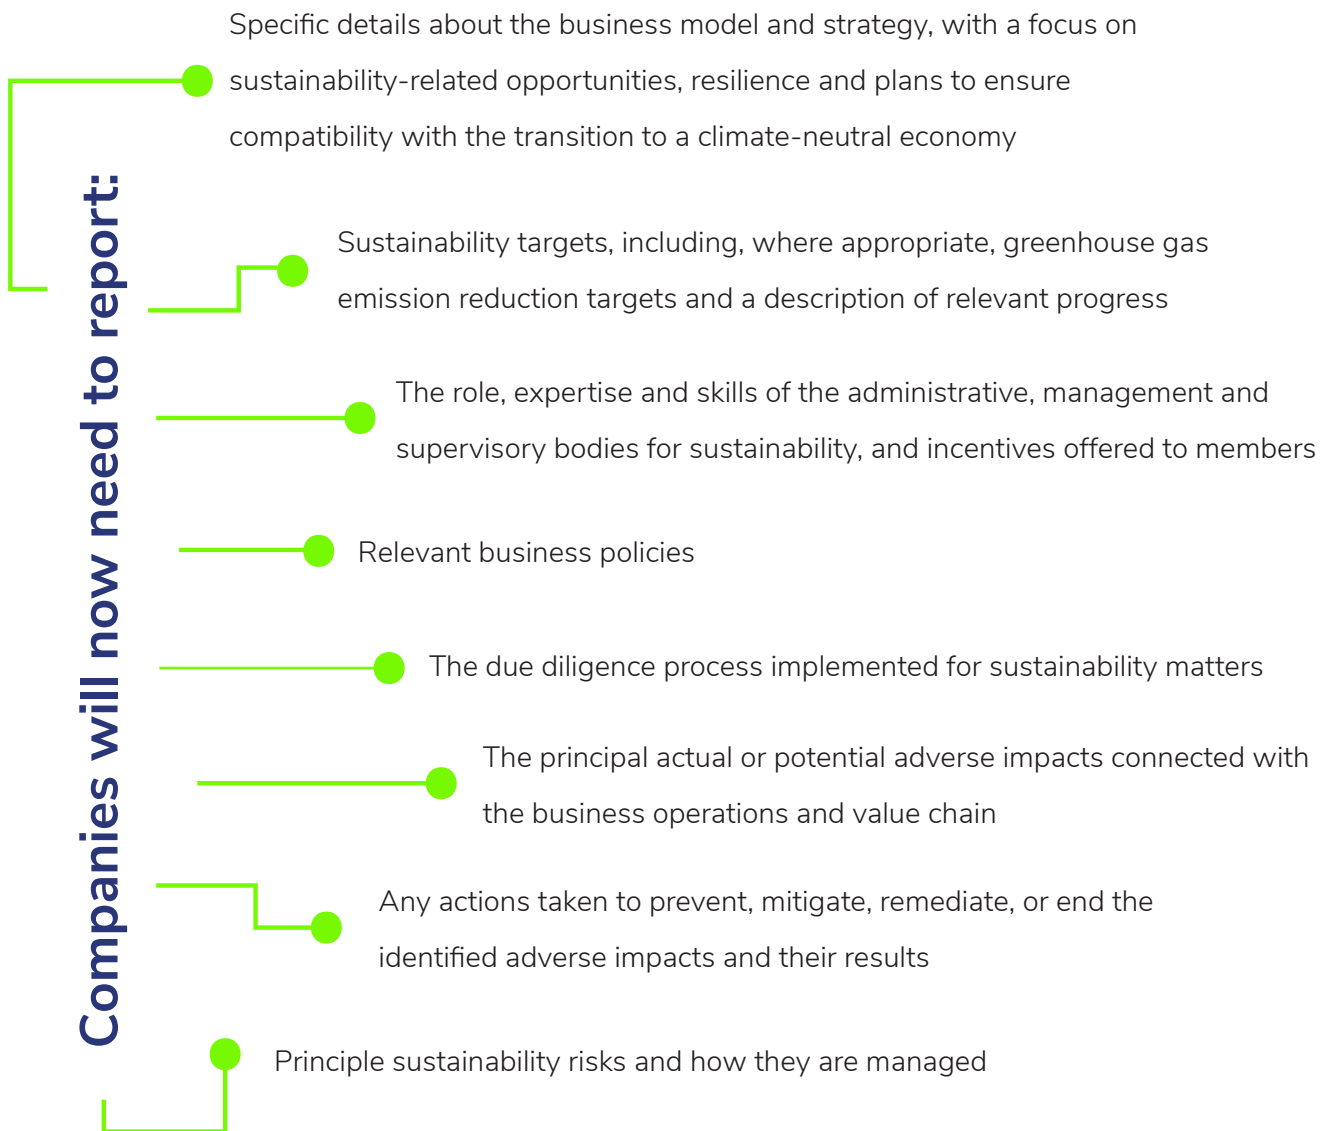 Companies will now need to report:
Specific details about the business model and strategy, with a focus on
sustainability-related opportunities, resilience and plans to ensure
compatibility with the transition to a climate-neutral economy
Sustainability targets, including, where appropriate, greenhouse gas
emission reduction targets and a description of relevant progress
The role, expertise and skills of the administrative, management and
supervisory bodies for sustainability, and incentives offered to members
Relevant business policies
The due diligence process implemented for sustainability matters
The principal actual or potential adverse impacts connected with
the business operations and value chain
Any actions taken to prevent, mitigate, remediate, or end the
identified adverse impacts and their results
Principle sustainability risks and how they are managed